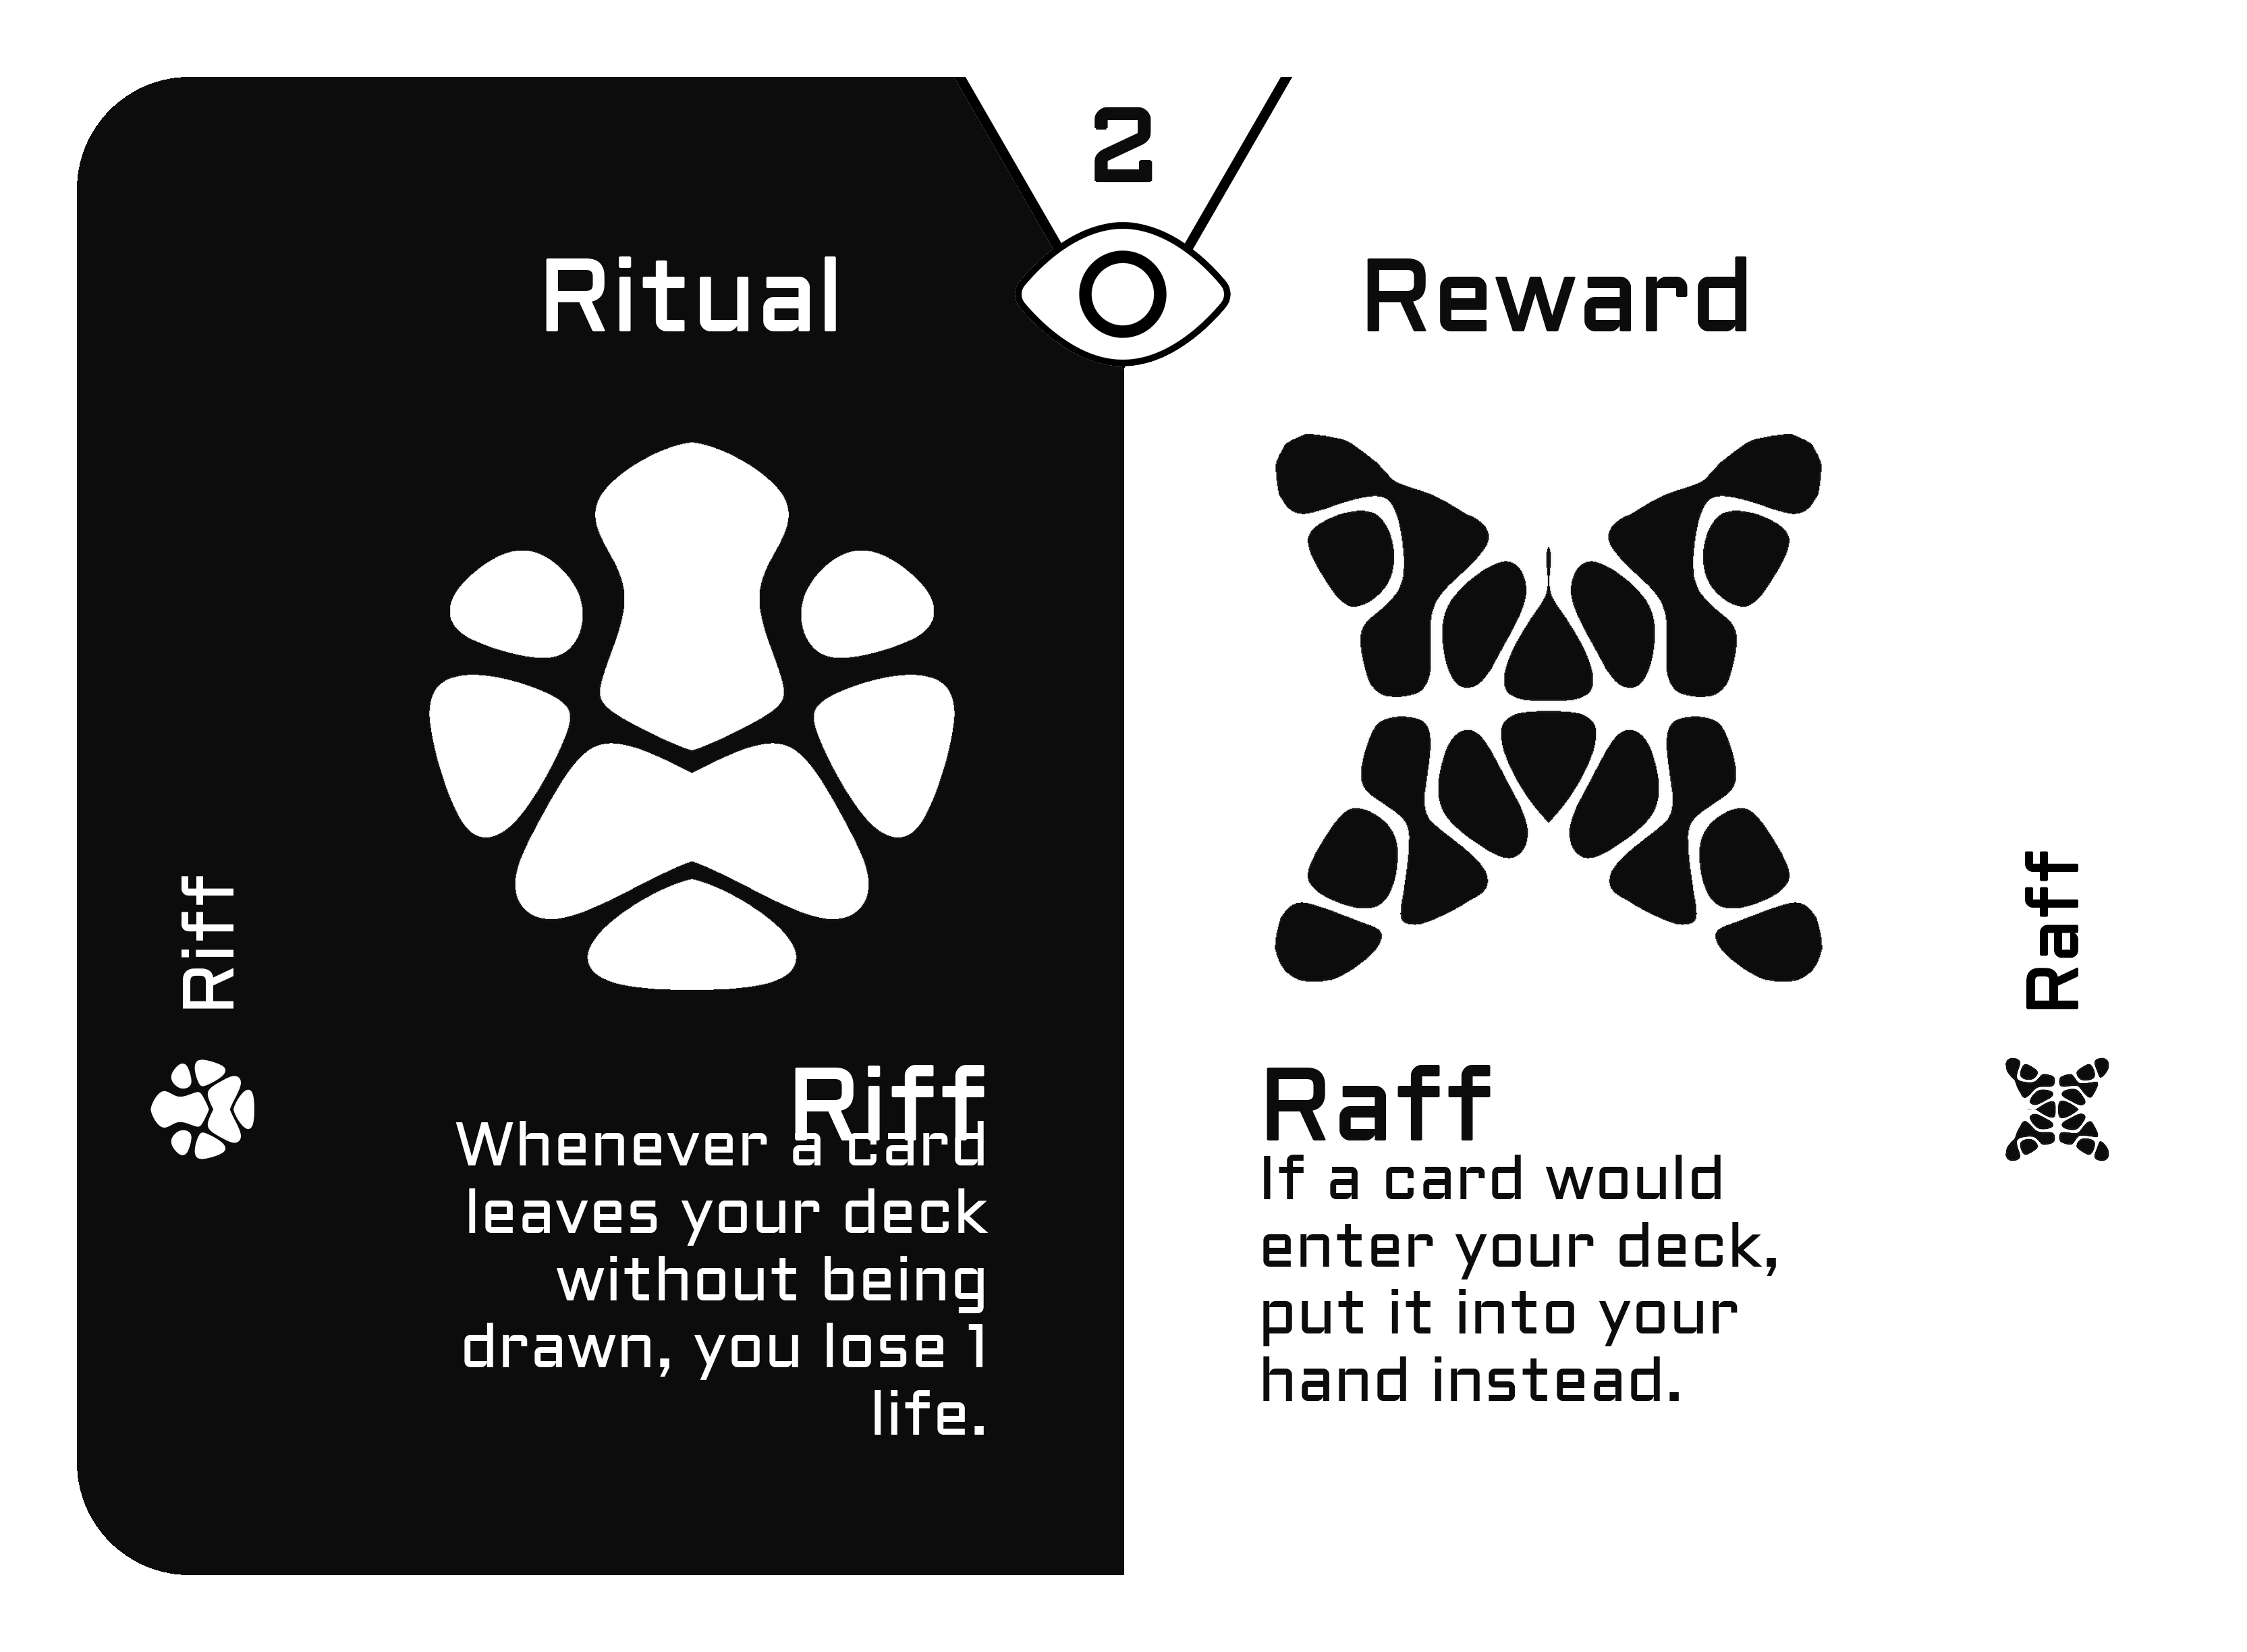 2
Ritual
Riff
Whenever a card
leaves your deck
without being
drawn, you lose 1
life.
Riff
Reward
Raff
If a card would
enter your deck,
put it into your
hand instead.
Raff